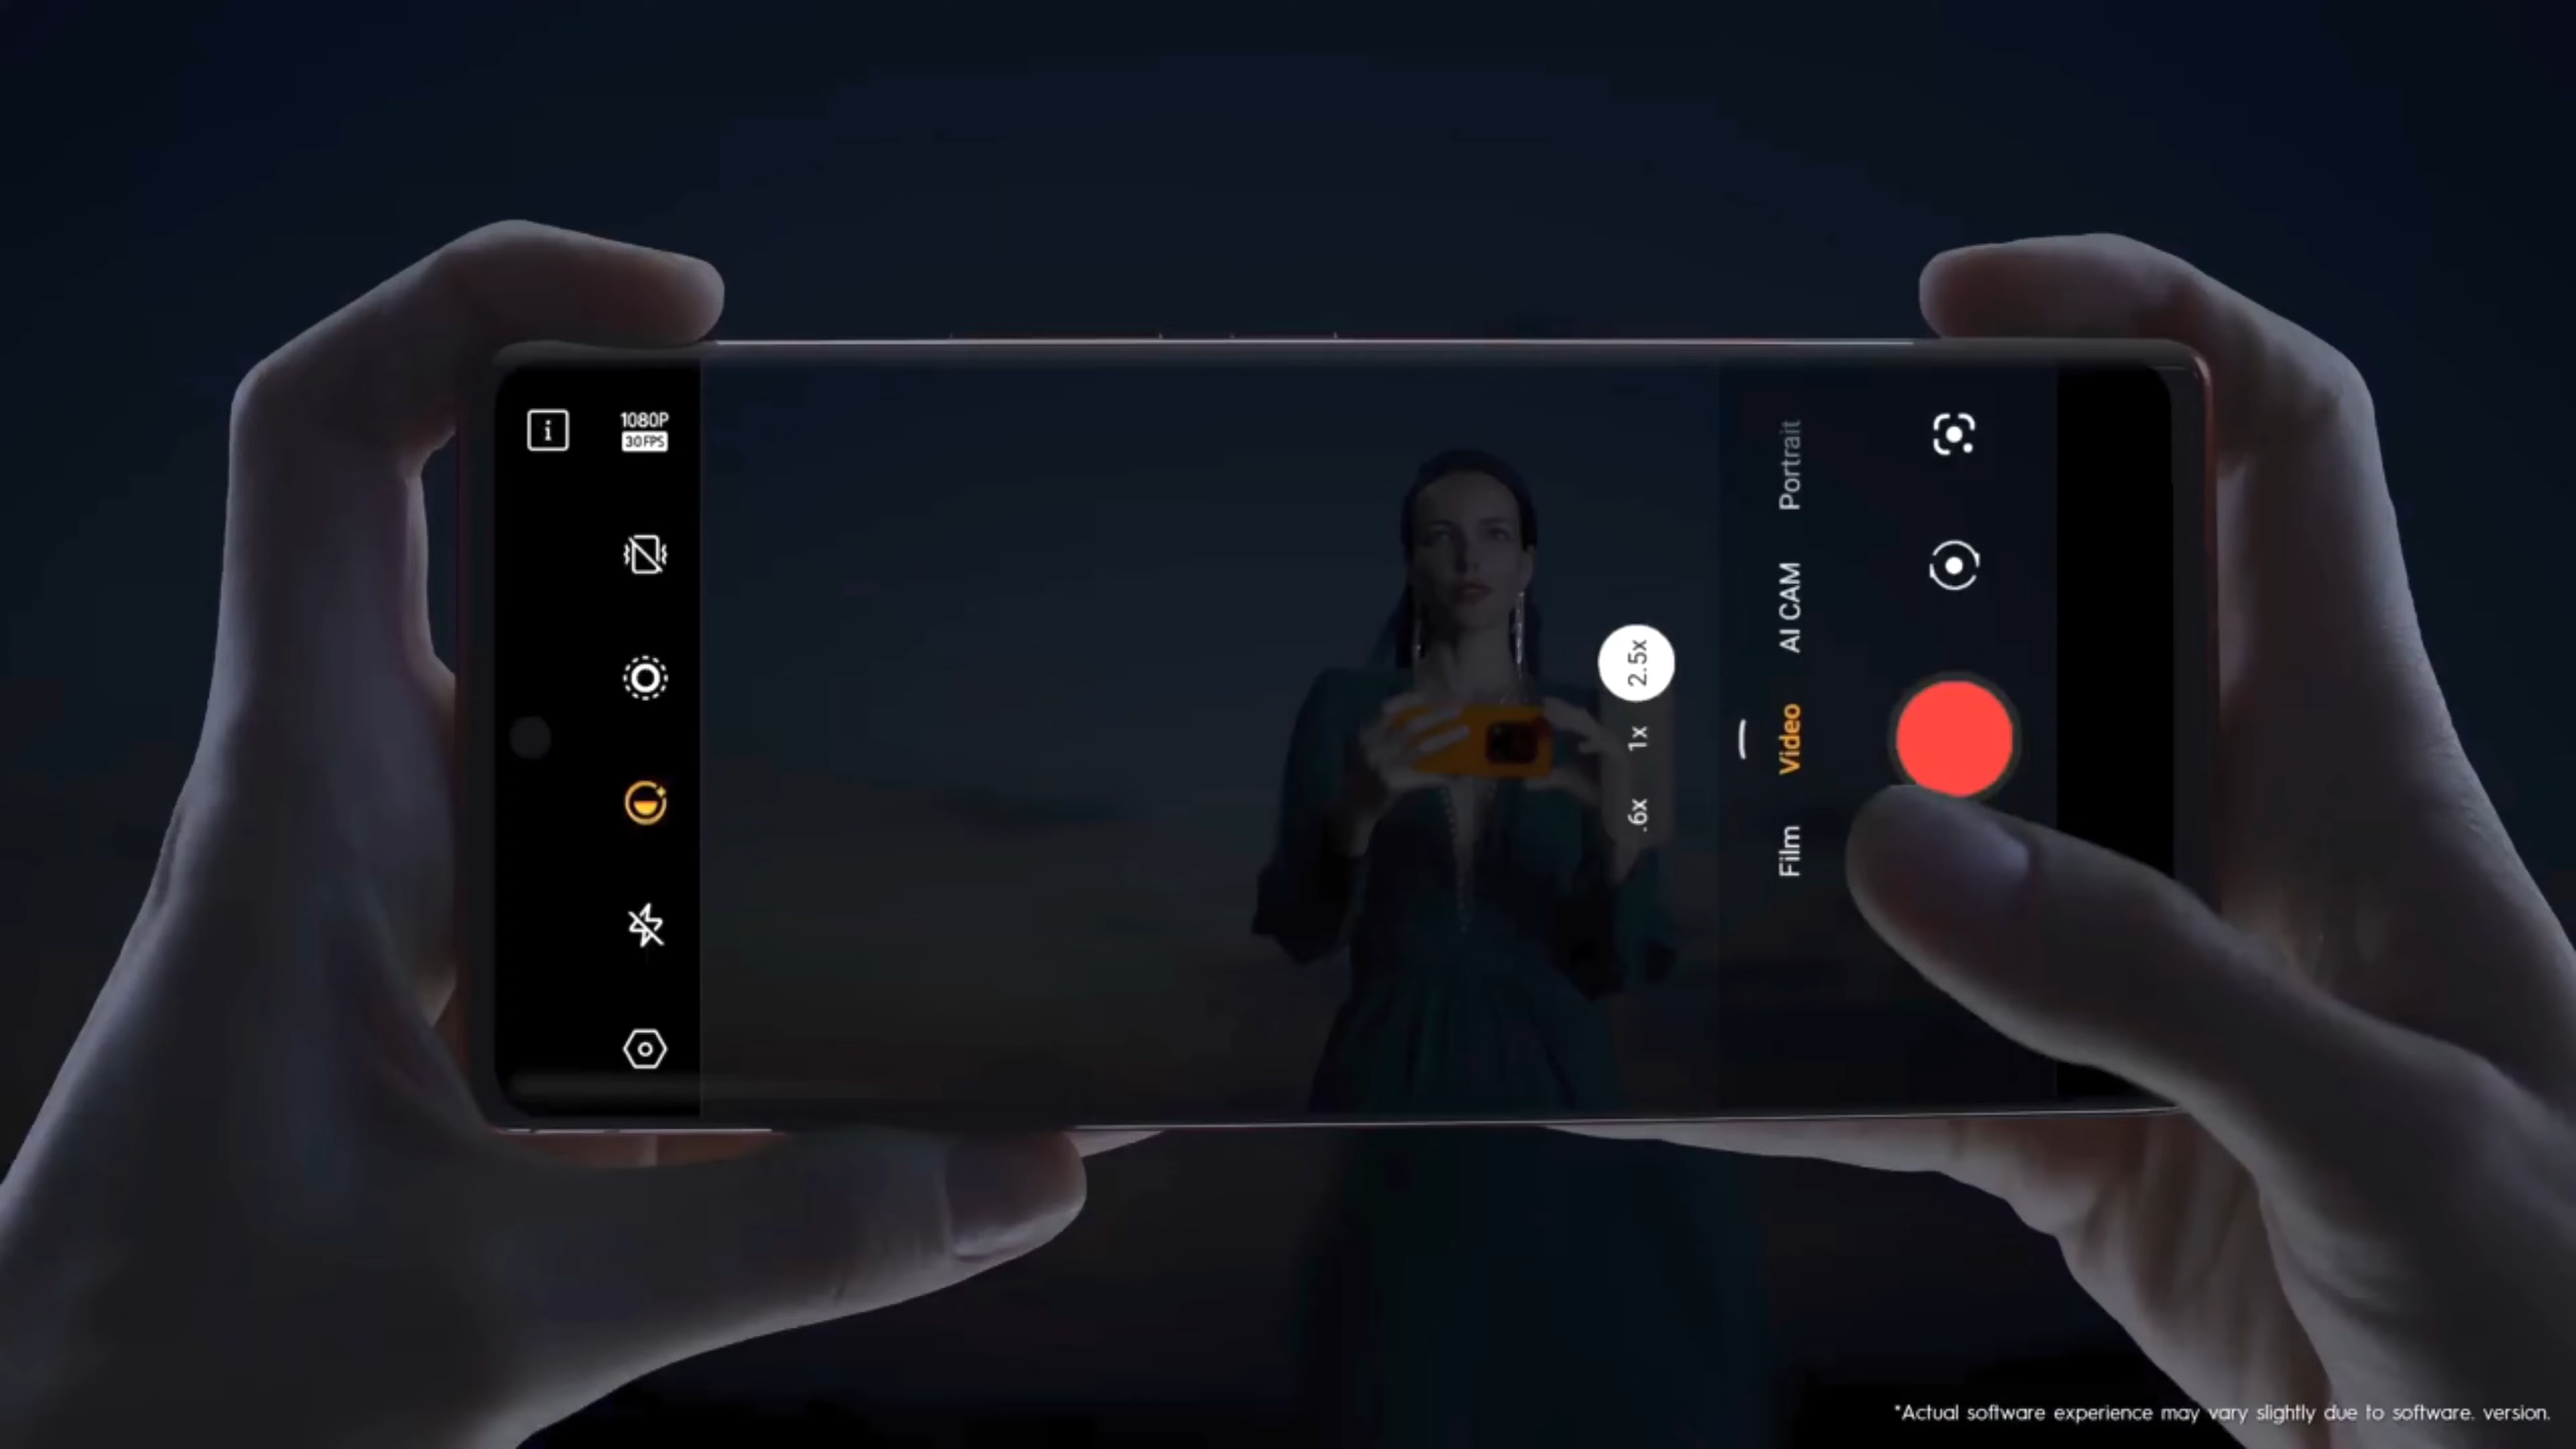 i
1080P
30FPS
Portrait
AI CAM
Video
Film
2.5x
1x
.6x
*Actual software experience may vary slightly due to software. version.